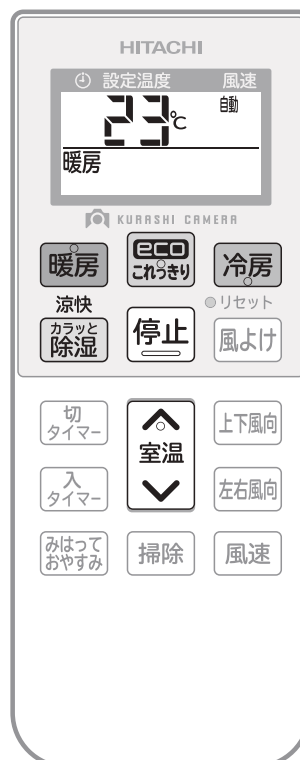 HITACHI
設定温度 風速
23℃ 自動
暖房
KURASHI CAMERA
暖房 eco これっきり 冷房
涼快 リセット
カラッと 除湿 停止 風よけ
切 タイマー 室温 上下風向
入 タイマー 左右風向
みはって おやすみ 掃除 風速